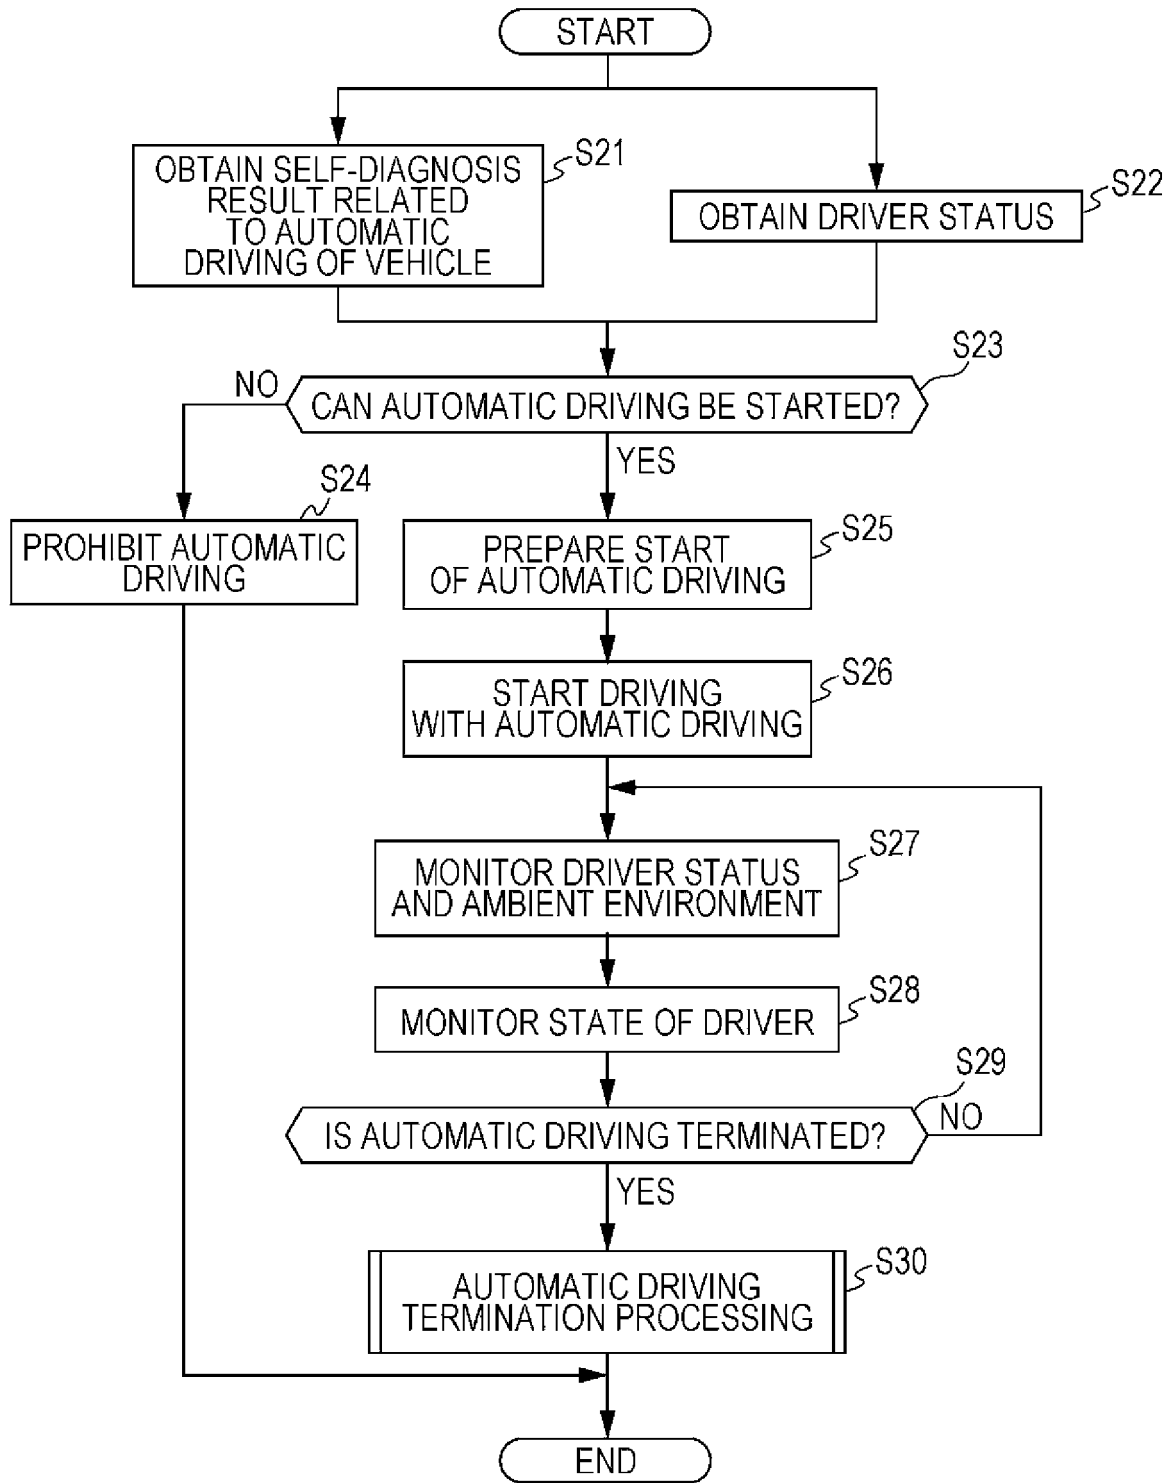 START
S21
OBTAIN SELF-DIAGNOSIS
RESULT RELATED
TO AUTOMATIC
DRIVING OF VEHICLE
S22
OBTAIN DRIVER STATUS
S23
NO
CAN AUTOMATIC DRIVING BE STARTED?
YES
S24
PROHIBIT AUTOMATIC
DRIVING
S25
PREPARE START
OF AUTOMATIC DRIVING
S26
START DRIVING
WITH AUTOMATIC DRIVING
S27
MONITOR DRIVER STATUS
AND AMBIENT ENVIRONMENT
S28
MONITOR STATE OF DRIVER
S29
IS AUTOMATIC DRIVING TERMINATED?
NO
YES
S30
AUTOMATIC DRIVING
TERMINATION PROCESSING
END